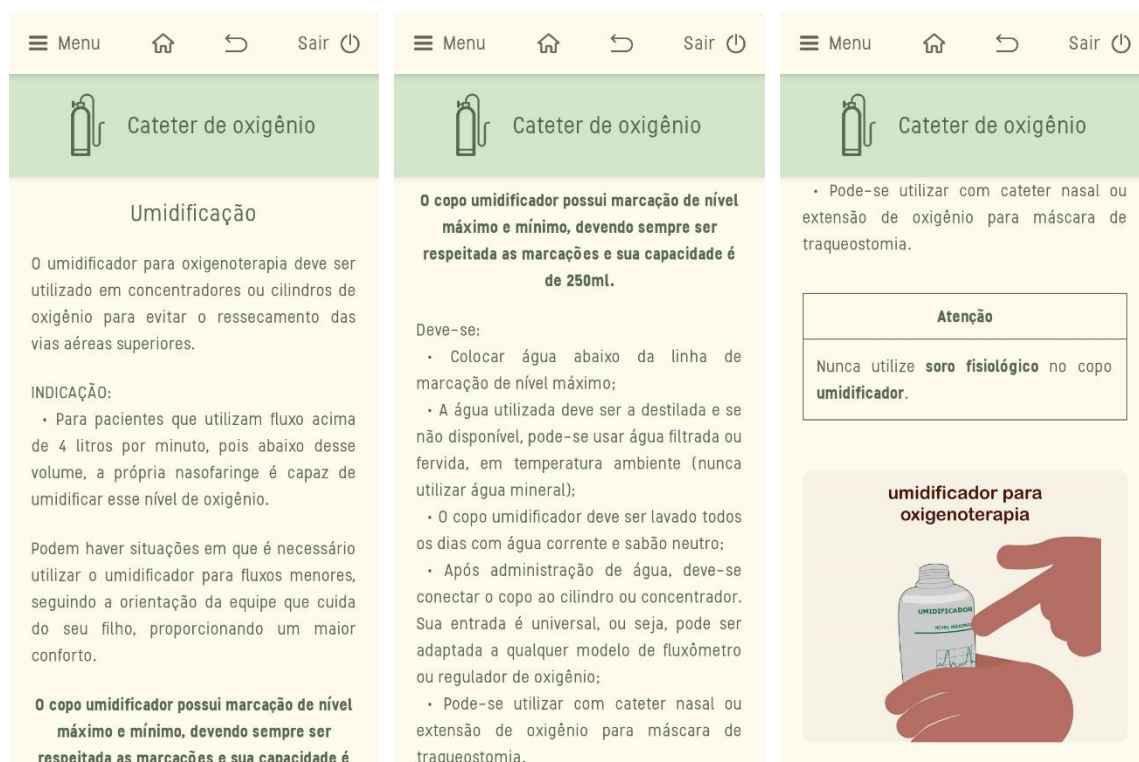 Menu Sair
Cateter de oxigênio
Umidificação
O umidificador para oxigenoterapia deve ser
utilizado em concentradores ou cilindros de
oxigênio para evitar o ressecamento das
vias aéreas superiores.
INDICAÇÃO:
• Para pacientes que utilizam fluxo acima
de 4 litros por minuto, pois abaixo desse
volume, a própria nasofaringe é capaz de
umidificar esse nível de oxigênio.
Podem haver situações em que é necessário
utilizar o umidificador para fluxos menores,
seguindo a orientação da equipe que cuida
do seu filho, proporcionando um maior
conforto.
O copo umidificador possui marcação de nível
máximo e mínimo, devendo sempre ser
respeitada as marcações e sua capacidade é
Menu Sair
Cateter de oxigênio
O copo umidificador possui marcação de nível
máximo e mínimo, devendo sempre ser
respeitada as marcações e sua capacidade é
de 250ml.
Deve-se:
• Colocar água abaixo da linha de
marcação de nível máximo;
• A água utilizada deve ser a destilada e se
não disponível, pode-se usar água filtrada ou
fervida, em temperatura ambiente (nunca
utilizar água mineral);
• O copo umidificador deve ser lavado todos
os dias com água corrente e sabão neutro;
• Após administração de água, deve-se
conectar o copo ao cilindro ou concentrador.
Sua entrada é universal, ou seja, pode ser
adaptada a qualquer modelo de fluxômetro
ou regulador de oxigênio;
• Pode-se utilizar com cateter nasal ou
extensão de oxigênio para máscara de
traqueostomia.
Menu Sair
Cateter de oxigênio
• Pode-se utilizar com cateter nasal ou
extensão de oxigênio para máscara de
traqueostomia.
Atenção
Nunca utilize soro fisiológico no copo
umidificador.
umidificador para
oxigenoterapia
UMIDIFICADOR
NÍVEL MÁXIMO